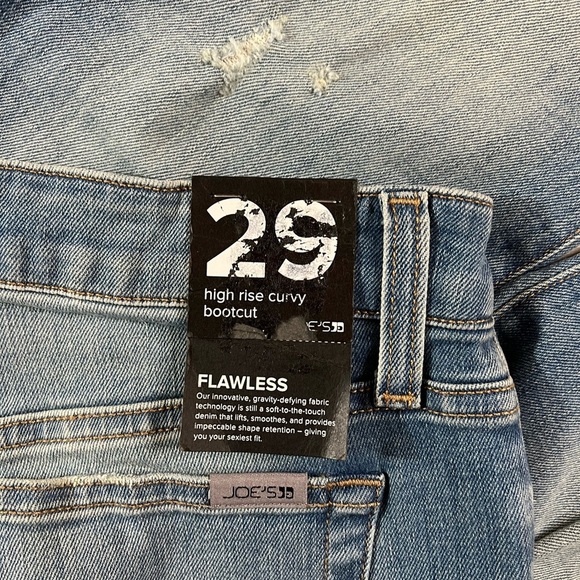 29
high rise curvy
bootcut
E'S
FLAWLESS
Our innovative, gravity-defying fabric
technology is still a soft-to-the-touch
denim that lifts, smoothes, and provides
impeccable shape retention – giving
you your sexiest fit.
JOE'S